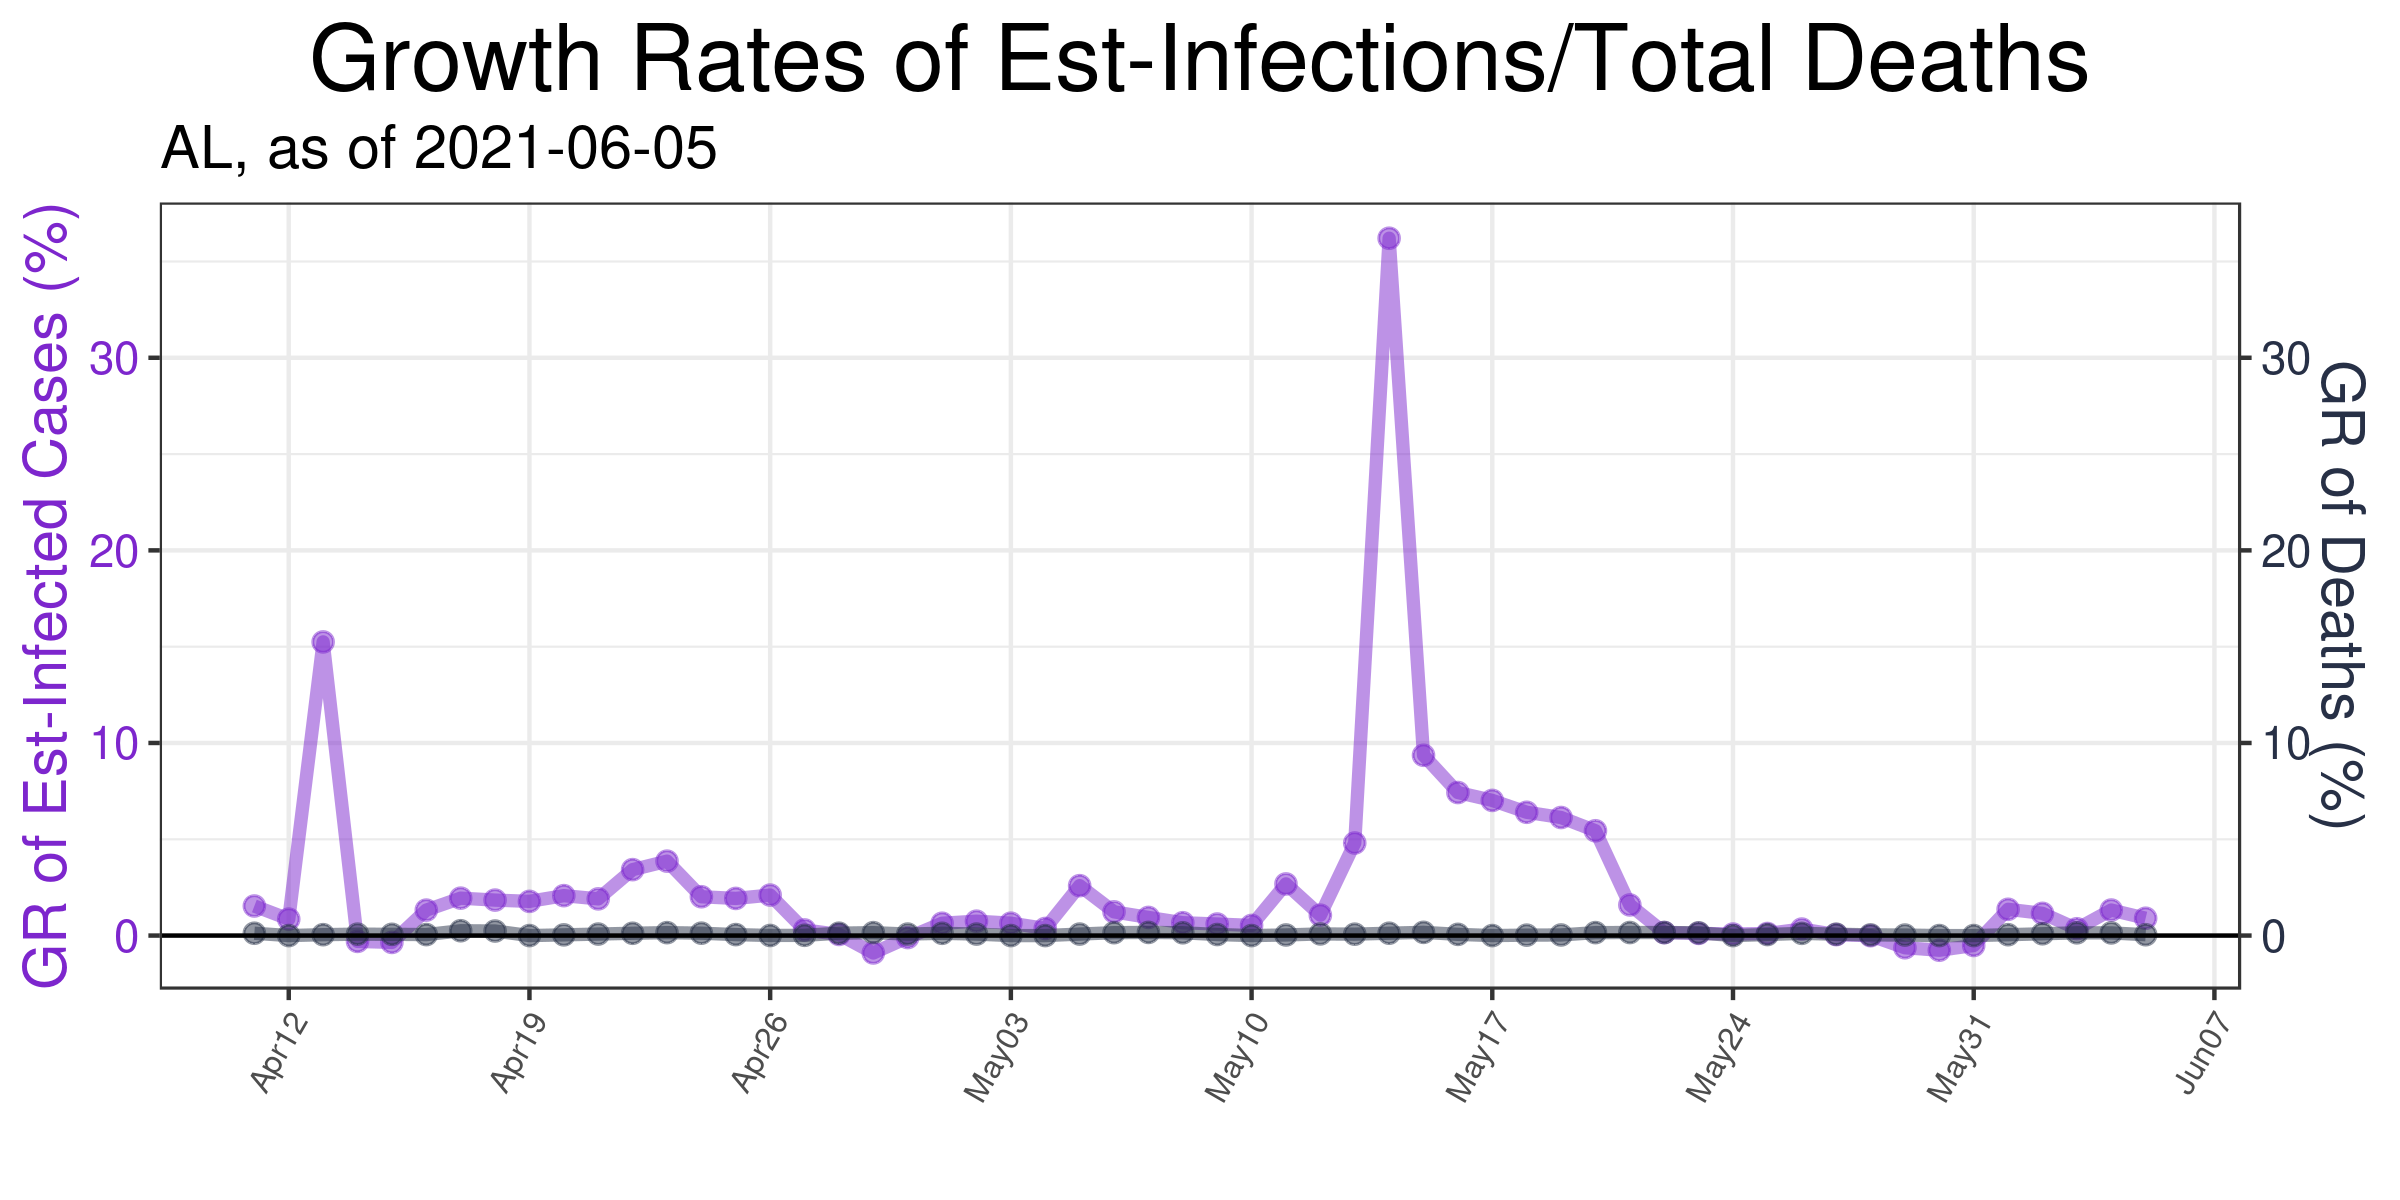 Growth Rates of Est-Infections/Total Deaths
AL, as of 2021-06-05
GR of Est-Infected Cases (%)
30
20
10
0
30
20
10
0
GR of Deaths (%)
Apr12
Apr19
Apr26
May03
May10
May17
May24
May31
Jun07